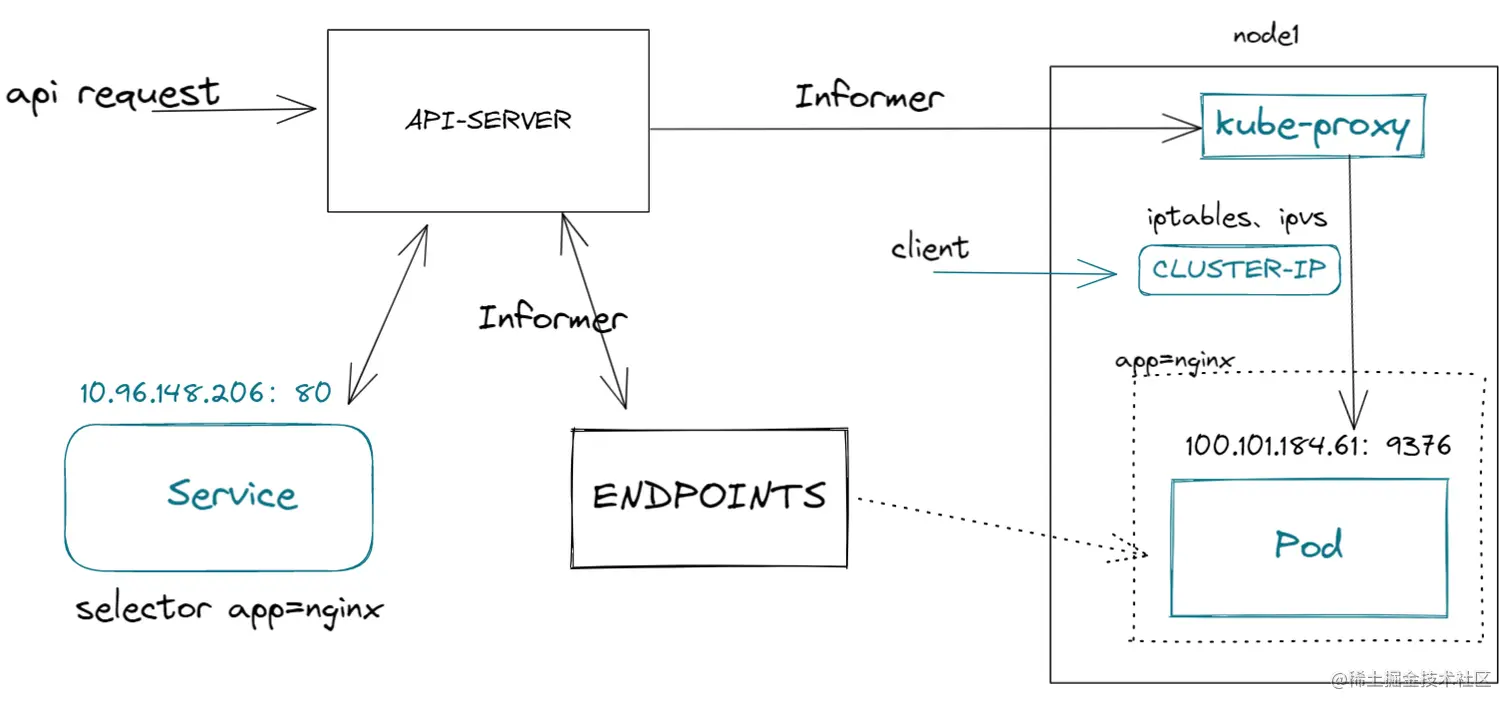 node1
api request
API-SERVER
Informer
kube-proxy
iptables、ipvs
client
CLUSTER-IP
Informer
app=nginx
10.96.148.206: 80
100.101.184.61: 9376
Service
ENDPOINTS
Pod
selector app=nginx
@稀土掘金技术社区